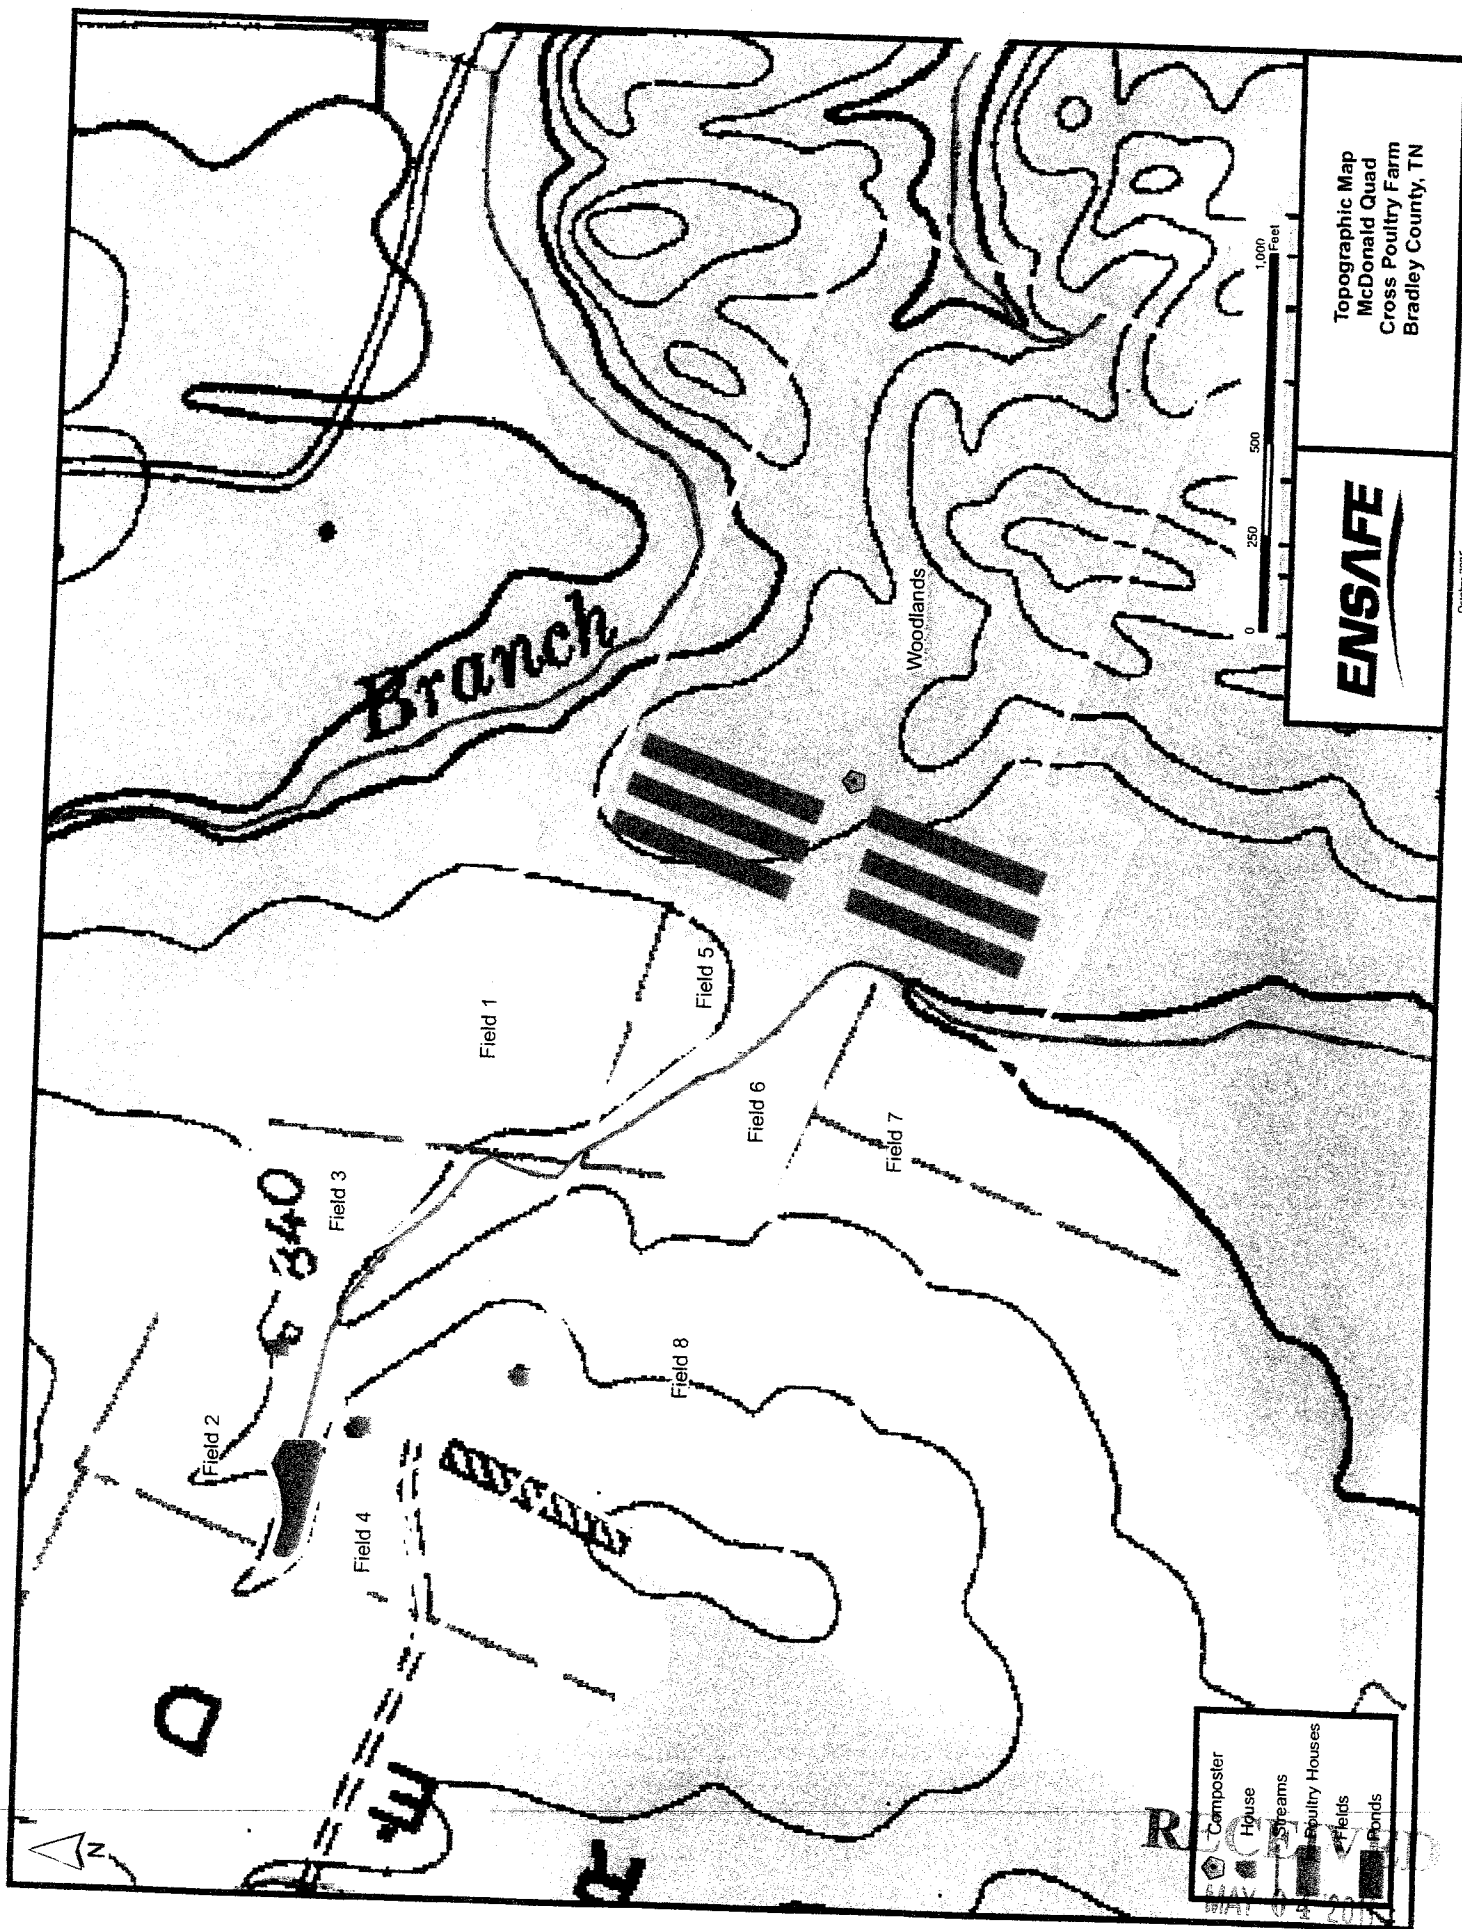 N
D
Branch
840
Field 1
Field 2
Field 3
Field 4
Field 5
Field 6
Field 7
Field 8
Woodlands
Composter
House
Streams
Poultry Houses
Fields
Ponds
RECEIVED
0 250 500 1,000
Feet
ENSAFE
Topographic Map
McDonald Quad
Cross Poultry Farm
Bradley County, TN